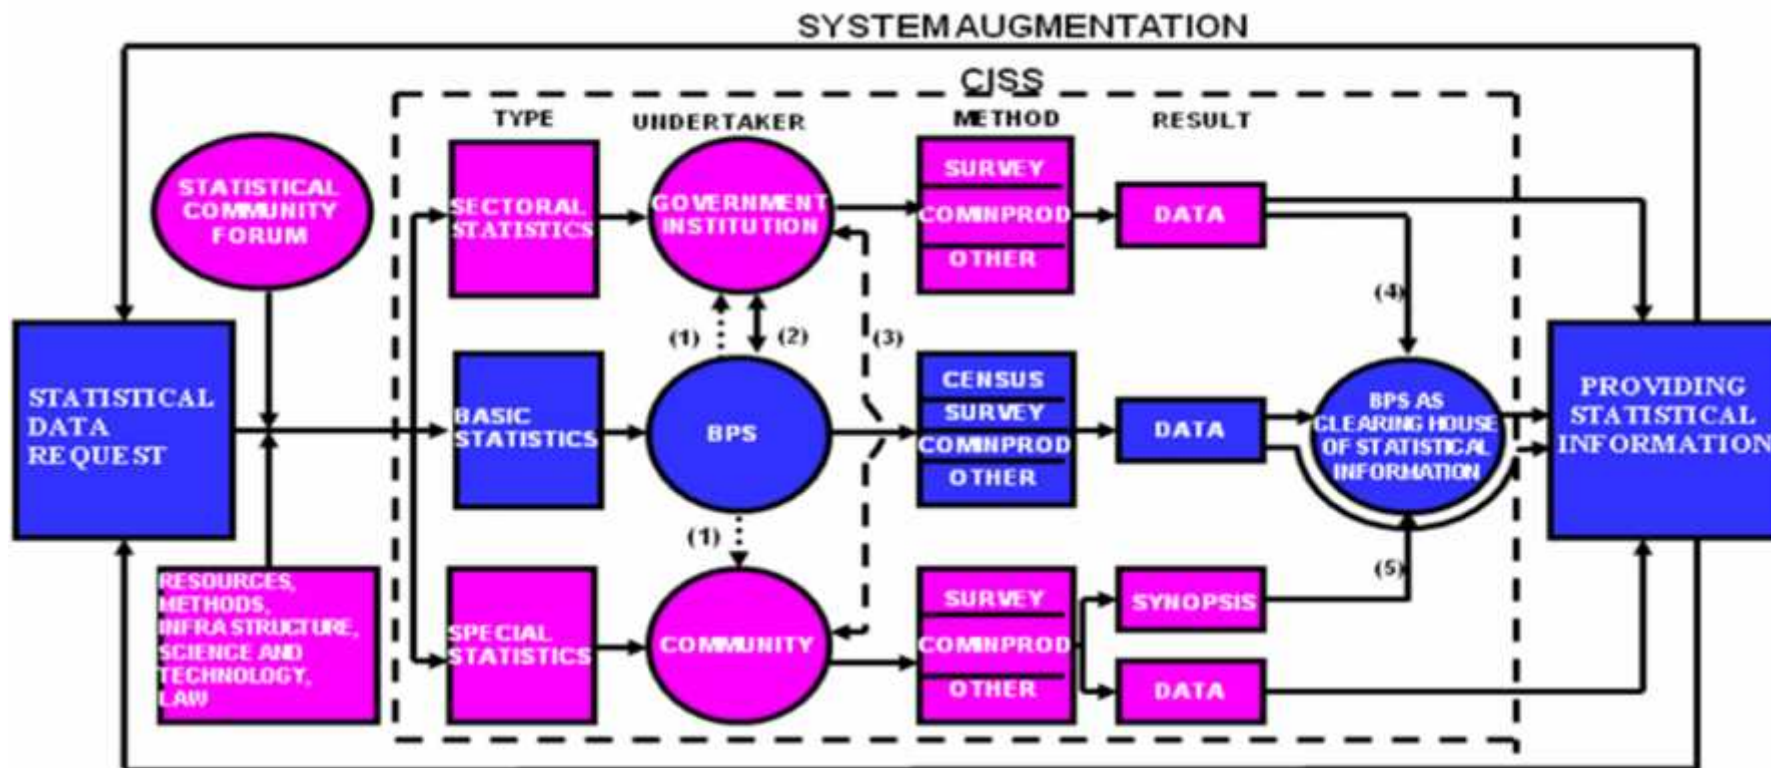 SYSTEM AUGMENTATION
CJSS
TYPE
UNDERTAKER
METHOD
RESULT
STATISTICAL
COMMUNITY
FORUM
SECTORAL
STATISTICS
GOVERNMENT
INSTITUTION
SURVEY
COMINPROD
OTHER
DATA
(1)
(2)
(3)
(4)
STATISTICAL
DATA
REQUEST
BASIC
STATISTICS
BPS
CENSUS
SURVEY
COMINPROD
OTHER
DATA
BPS AS
CLEARING HOUSE
OF STATISTICAL
INFORMATION
PROVIDING
STATISTICAL
INFORMATION
(1)
(5)
RESOURCES,
METHODS,
INFRA STRUCTURE,
SCIENCE AND
TECHNOLOGY,
LAW
SPECIAL
STATISTICS
COMMUNITY
SURVEY
COMINPROD
OTHER
SYNOPSIS
DATA